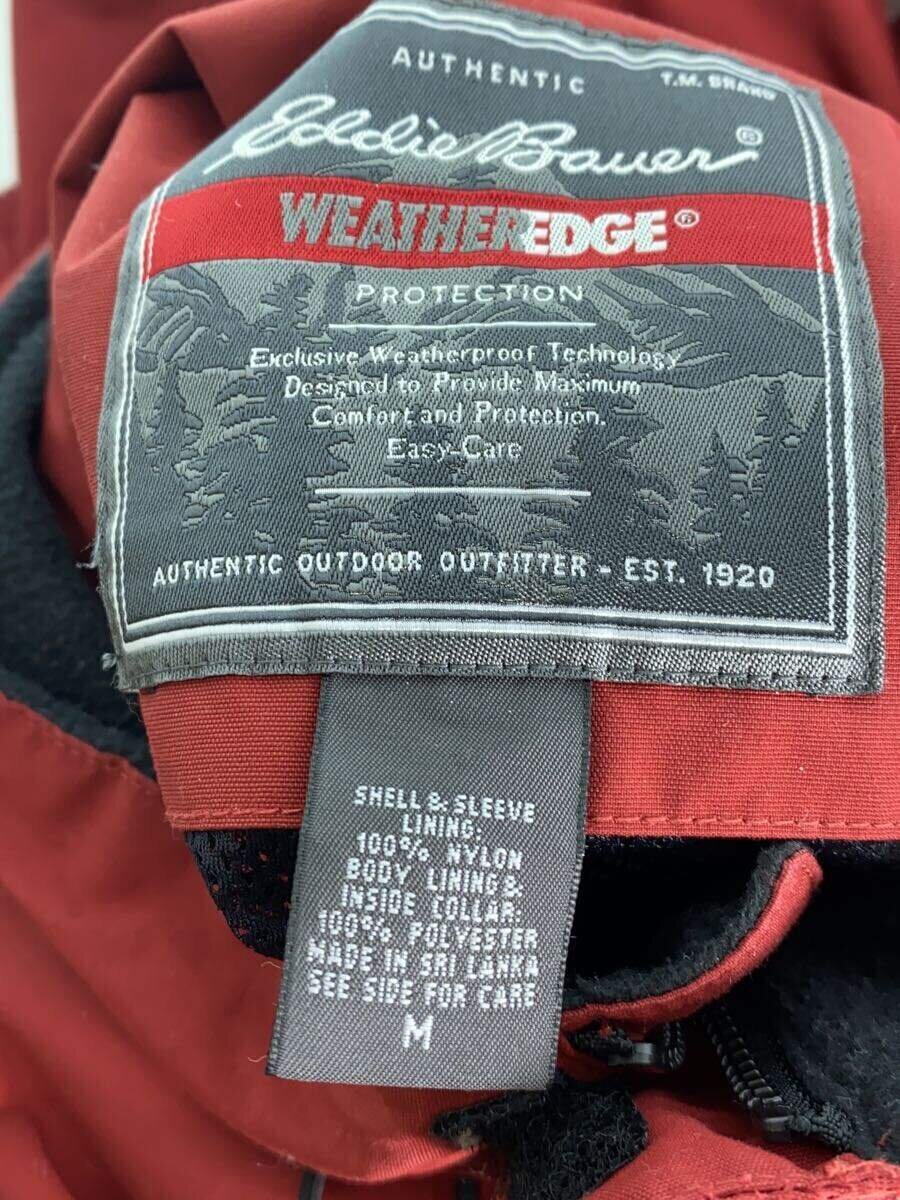 AUTHENTIC
T.M. BRAND
Eddie Bauer®
WEATHEREDGE®
PROTECTION
Exclusive Weatherproof Technology
Designed to Provide Maximum
Comfort and Protection.
Easy-Care
AUTHENTIC OUTDOOR OUTFITTER - EST. 1920
SHELL & SLEEVE
LINING:
100% NYLON
BODY LINING &
INSIDE COLLAR:
100% POLYESTER
MADE IN SRI LANKA
SEE SIDE FOR CARE
M